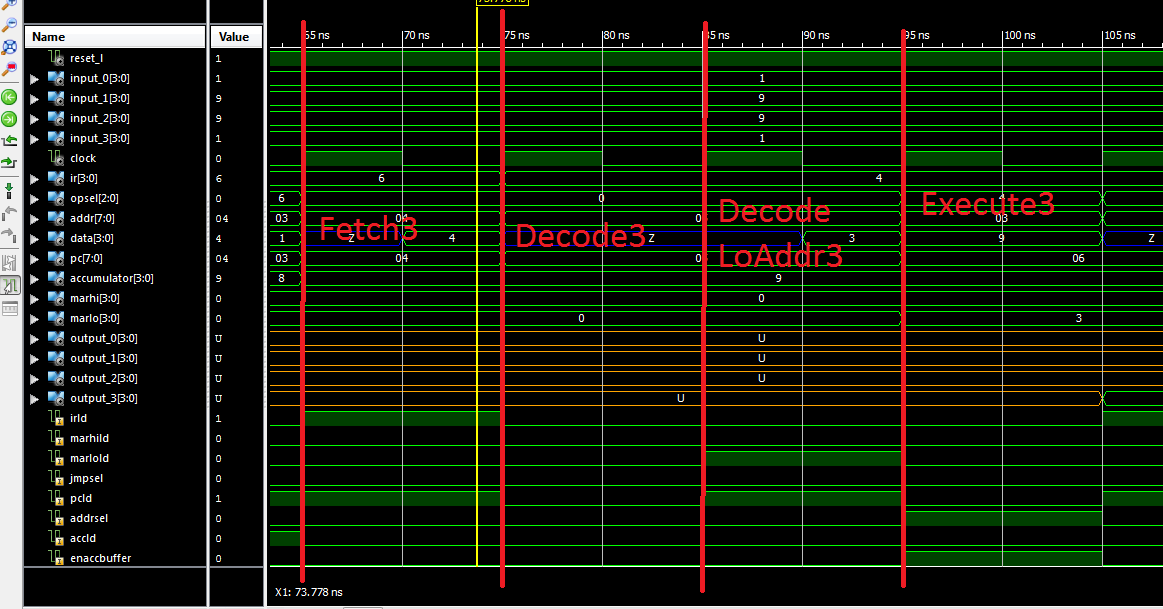 73.778 ns
Name Value 65 ns 70 ns 75 ns 80 ns 85 ns 90 ns 95 ns 100 ns 105 ns
reset_l 1
input_0[3:0] 1 1
input_1[3:0] 9 9
input_2[3:0] 9 9
input_3[3:0] 1 1
clock 0
ir[3:0] 6 6 4
opsel[2:0] 0 6 0 4
addr[7:0] 04 03 04 03
data[3:0] 4 1 Z 4 Z 3 9 Z
pc[7:0] 04 03 04 06
accumulator[3:0] 9 8 9
marhi[3:0] 0 0
marlo[3:0] 0 0 3
output_0[3:0] U U
output_1[3:0] U U
output_2[3:0] U U
output_3[3:0] U U
irld 1
marhild 0
marlold 0
jmpsel 0
pcld 1
addrsel 0
accld 0
enaccbuffer 0
Fetch3
Decode3
Decode
LoAddr3
Execute3
X1: 73.778 ns